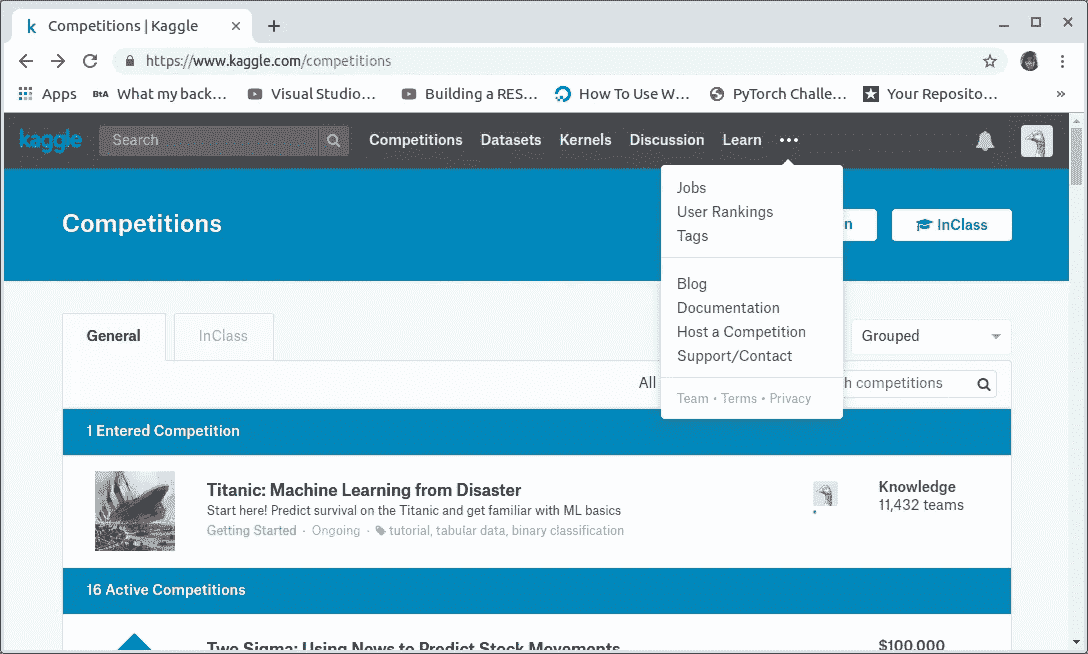 Competitions | Kaggle
https://www.kaggle.com/competitions
Apps BtA What my back... Visual Studio... Building a RES... How To Use W... PyTorch Challe... Your Reposito... »
kaggle Search Competitions Datasets Kernels Discussion Learn •••
Jobs
User Rankings
Tags
Blog
Documentation
Host a Competition
Support/Contact
Team • Terms • Privacy
Competitions
n InClass
General InClass Grouped
All h competitions
1 Entered Competition
Titanic: Machine Learning from Disaster
Start here! Predict survival on the Titanic and get familiar with ML basics
Getting Started · Ongoing · tutorial, tabular data, binary classification
Knowledge
11,432 teams
16 Active Competitions
Two Sigma: Using News to Predict Stock Movements
$100,000